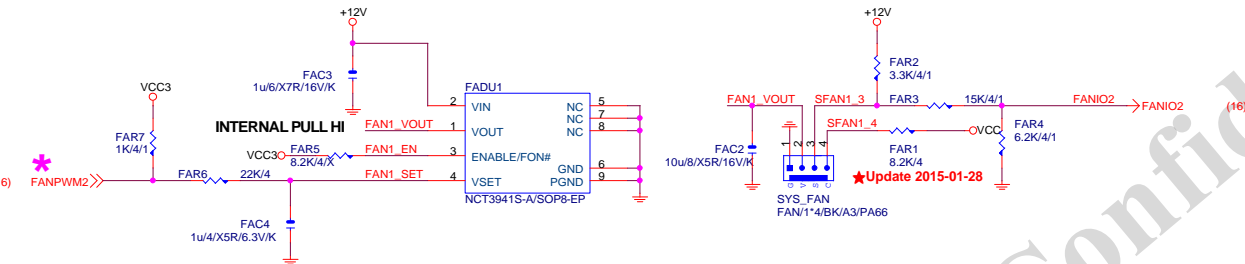 +12V
FAC3
1u/6/X7R/16V/K
VCC3
FAR7
1K/4/1
INTERNAL PULL HI
VCC3
FAR5
8.2K/4/X
*
6)
FANPWM2
FAR6
22K/4
FAC4
1u/4/X5R/6.3V/K
FAN1_VOUT
FAN1_EN
FAN1_SET
FADU1
2
VIN
1
VOUT
3
ENABLE/FON#
4
VSET
NC
5
NC
7
NC
8
GND
6
PGND
9
NCT3941S-A/SOP8-EP
+12V
FAR2
3.3K/4/1
FAN1_VOUT
SFAN1_3
FAR3
15K/4/1
FANIO2
FANIO2
(16)
SFAN1_4
VCC
FAR4
6.2K/4/1
FAC2
10u/8/X5R/16V/K
1
2
3
4
G
V
S
C
FAR1
8.2K/4
★Update 2015-01-28
SYS_FAN
FAN/1*4/BK/A3/PA66
Confid